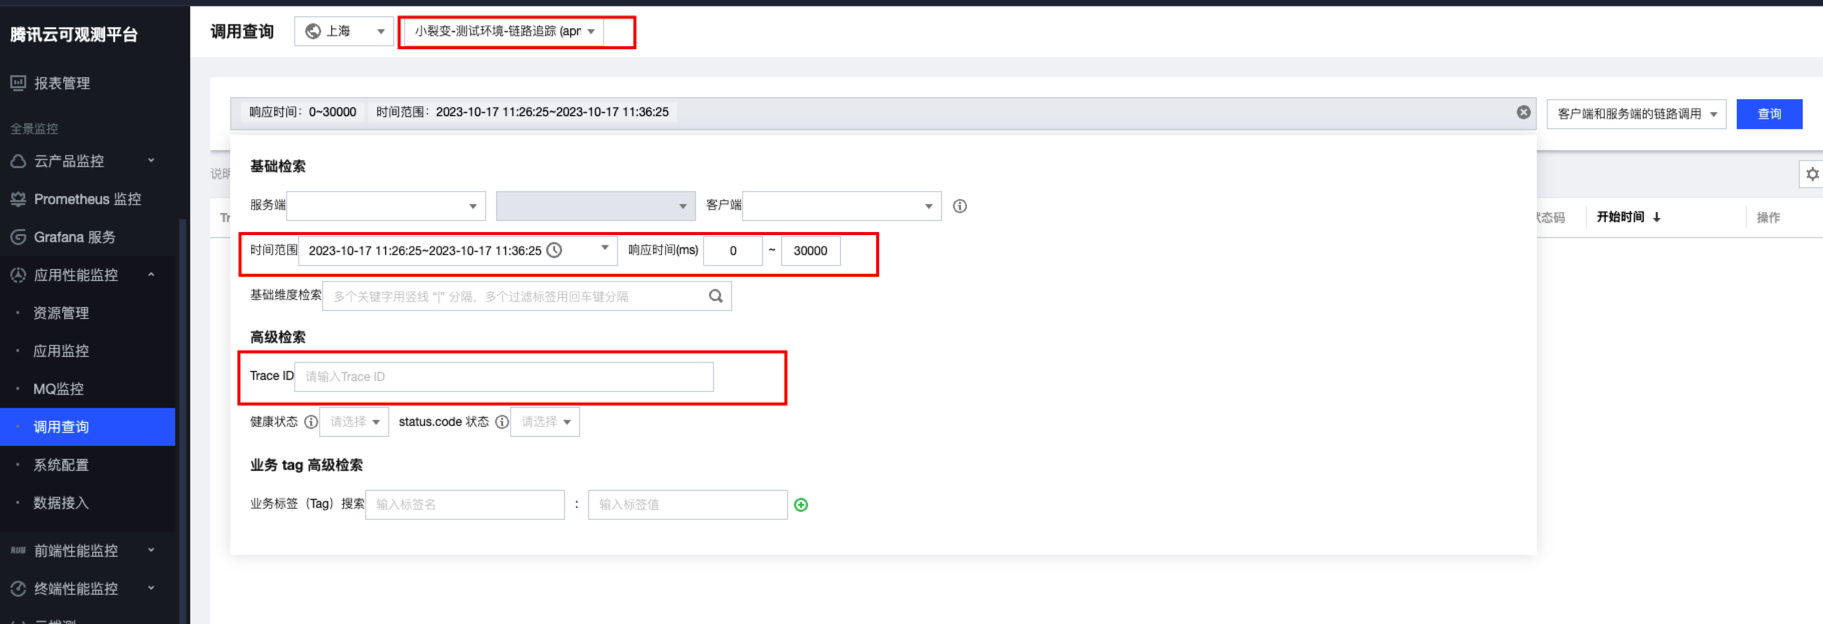 腾讯云可观测平台
报表管理
全景监控
云产品监控
Prometheus 监控
Grafana 服务
应用性能监控
· 资源管理
· 应用监控
· MQ监控
· 调用查询
· 系统配置
· 数据接入
RUM 前端性能监控
终端性能监控
调用查询 上海 小裂变-测试环境-链路追踪 (apm
响应时间: 0~30000 时间范围: 2023-10-17 11:26:25~2023-10-17 11:36:25
客户端和服务端的链路调用 查询
基础检索
服务端 客户端
时间范围 2023-10-17 11:26:25~2023-10-17 11:36:25 响应时间(ms) 0 ~ 30000
基础维度检索 多个关键字用竖线 "|" 分隔，多个过滤标签用回车键分隔
高级检索
Trace ID 请输入Trace ID
健康状态 请选择 status.code 状态 请选择
业务 tag 高级检索
业务标签（Tag）搜索 输入标签名 : 输入标签值
状态码 开始时间 ↓ 操作